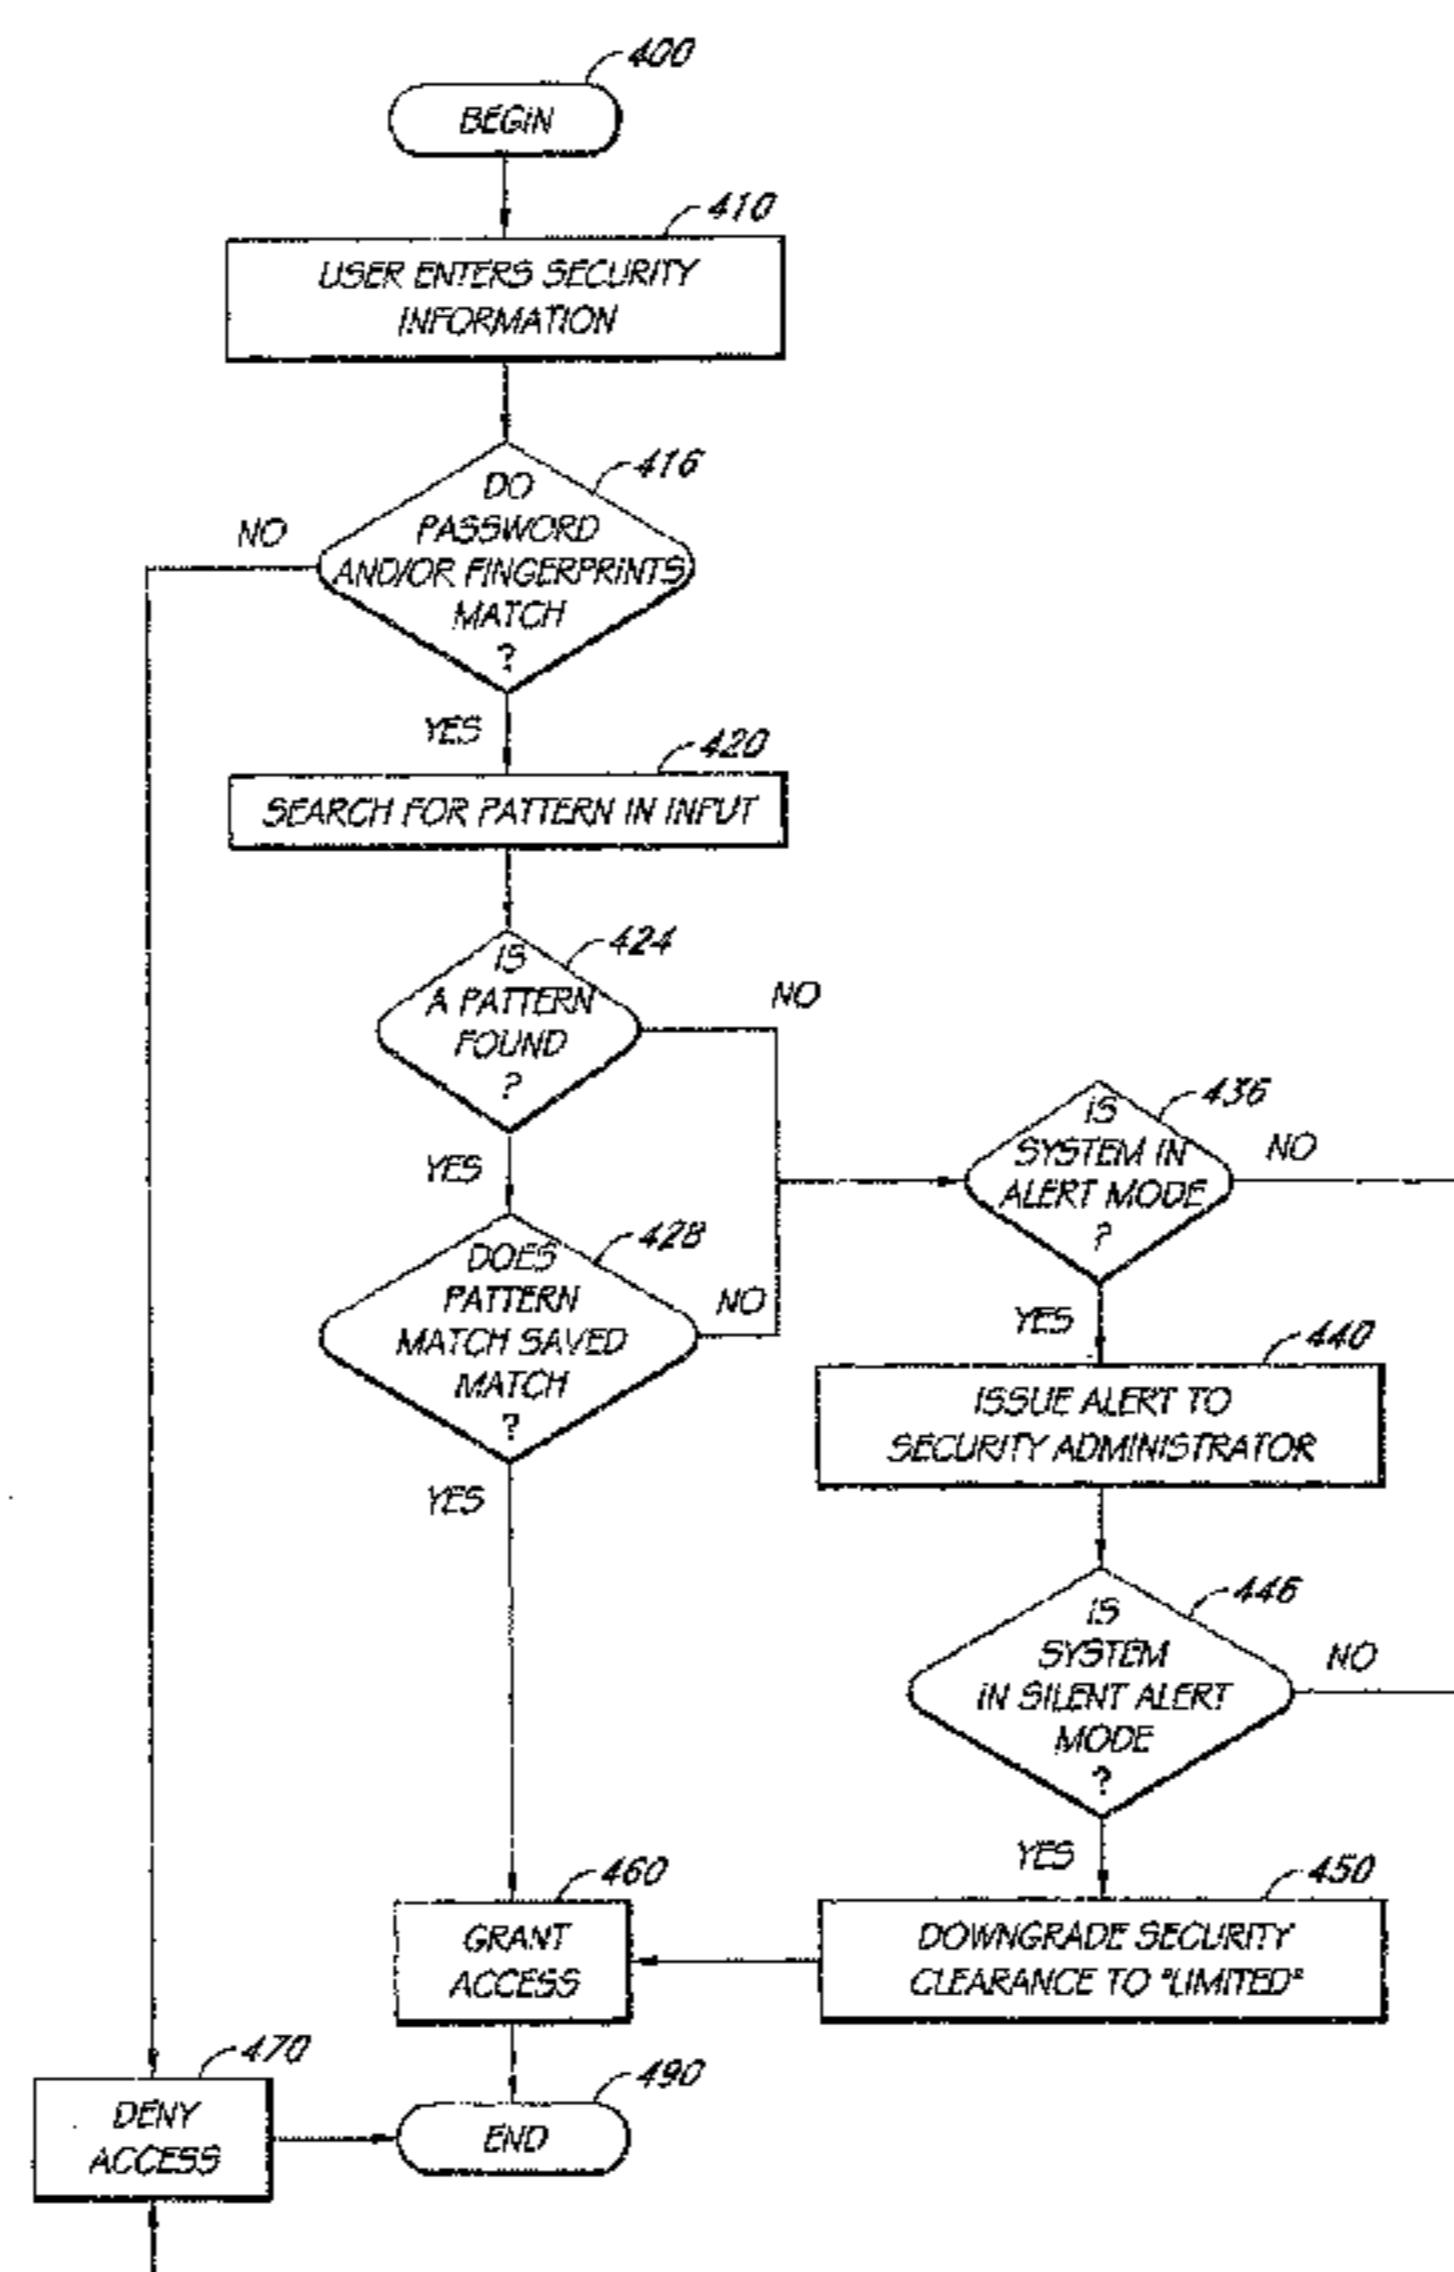 400
BEGIN
410
USER ENTERS SECURITY
INFORMATION
416
DO
PASSWORD
AND/OR FINGERPRINTS
MATCH
?
NO
YES
420
SEARCH FOR PATTERN IN INPUT
424
IS
A PATTERN
FOUND
?
NO
YES
428
DOES
PATTERN
MATCH SAVED
MATCH
?
NO
YES
436
IS
SYSTEM IN
ALERT MODE
?
NO
YES
440
ISSUE ALERT TO
SECURITY ADMINISTRATOR
446
IS
SYSTEM
IN SILENT ALERT
MODE
?
NO
YES
450
DOWNGRADE SECURITY
CLEARANCE TO "LIMITED"
460
GRANT
ACCESS
470
DENY
ACCESS
490
END